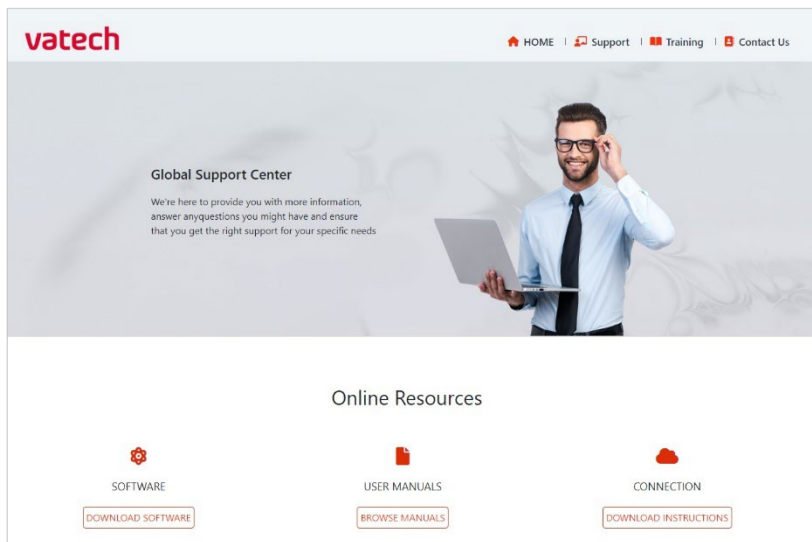 vatech
HOME | Support | Training | Contact Us
Global Support Center
We're here to provide you with more information,
answer anyquestions you might have and ensure
that you get the right support for your specific needs
Online Resources
SOFTWARE
USER MANUALS
CONNECTION
DOWNLOAD SOFTWARE
BROWSE MANUALS
DOWNLOAD INSTRUCTIONS